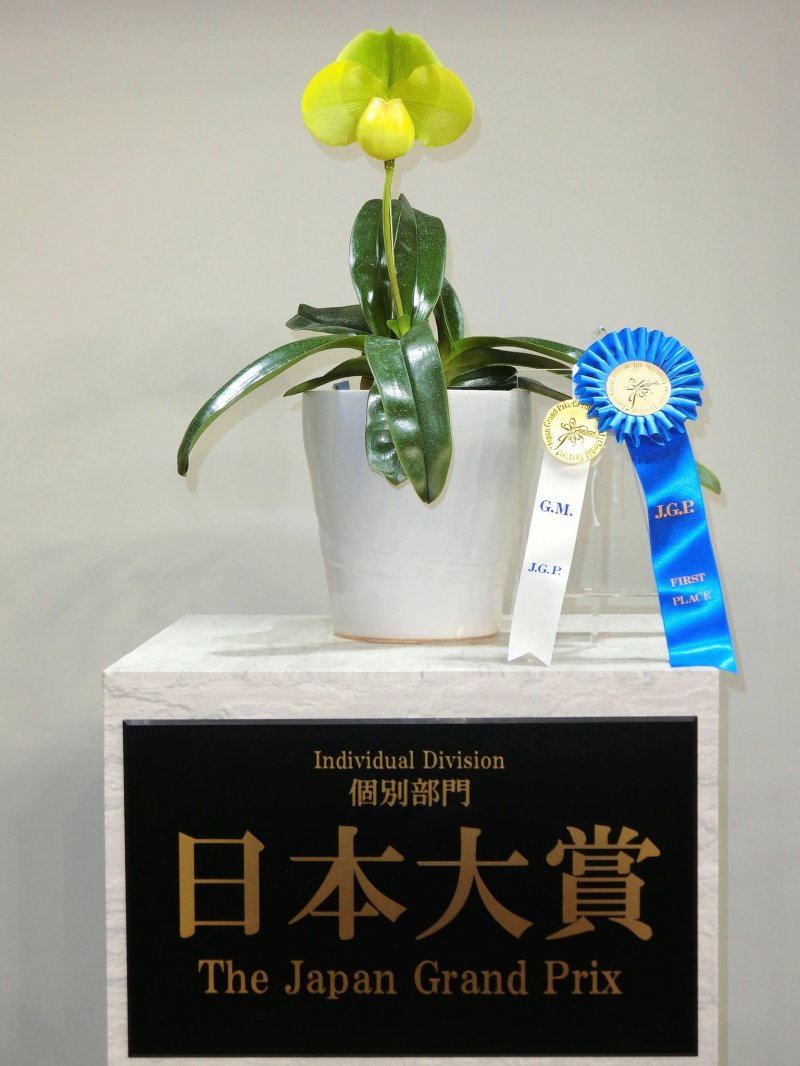 G.M.
J.G.P.
J.G.P.
FIRST
PLACE
Individual Division
個別部門
日本大賞
The Japan Grand Prix